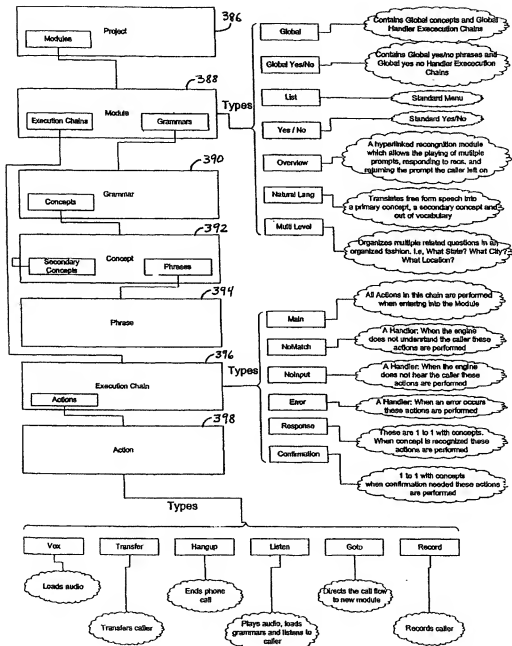 Project
386
Modules
388
Module
Execution Chains
Grammars
390
Grammar
Concepts
392
Concept
Secondary
Concepts
Phrases
394
Phrase
396
Execution Chain
Actions
398
Action
Types
Global
Contains Global concepts and Global
Handler Excecution Chains
Global Yes/No
Contains Global yes/no phrases and
Global yes no Handler Excecution
Chains
List
Standard Menu
Yes / No
Standard Yes/No
Overview
A hyperlinked recongnition module
which allows the playing of multiple
prompts, responding to reco, and
returning the prompt the caller left on
Natural Lang
Translates free form speech into
a primary concept, a secondary concept and
out of vocabulary
Multi Level
Organizes multiple related questions in an
organized fashion. i.e, What State? What City?
What Location?
Types
Main
All Actions in this chain are performed
when entering into the Module
NoMatch
A Handler: When the engine
does not understand the caller these
actions are performed
NoInput
A Handler: When the engine
does not hear the caller these
actions are performed
Error
A Handler: When an error occurs
these actions are performed
Response
These are 1 to 1 with concepts.
When concept is recognized these
actions are performed
Confirmation
1 to 1 with concepts
when confirmation needed these actions
are performed
Types
Vox
Transfer
Hangup
Listen
Goto
Record
Loads audio
Transfers caller
Ends phone
call
Plays audio, loads
grammars and listens to
caller
Directs the call flow
to new module
Records caller